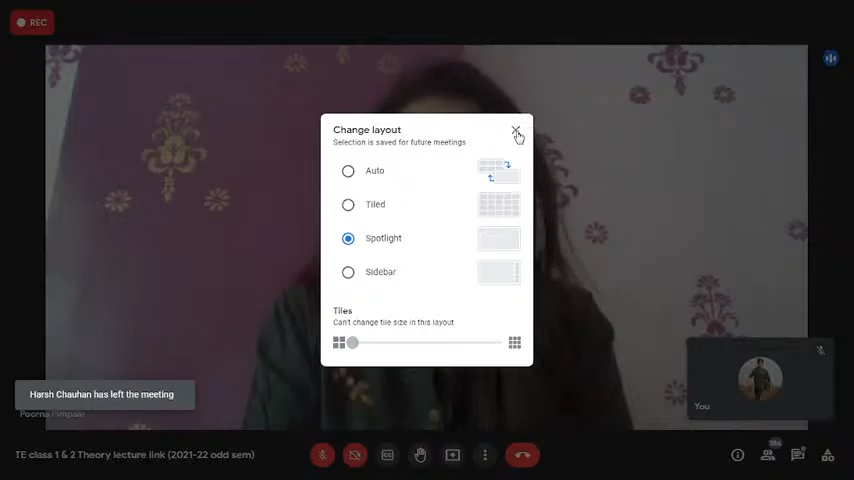 REC
Change layout
Selection is saved for future meetings
Auto
Tiled
Spotlight
Sidebar
Tiles
Can't change tile size in this layout
Harsh Chauhan has left the meeting
Poorna Pimpale
You
TE class 1 & 2 Theory lecture link (2021-22 odd sem)
CC
186